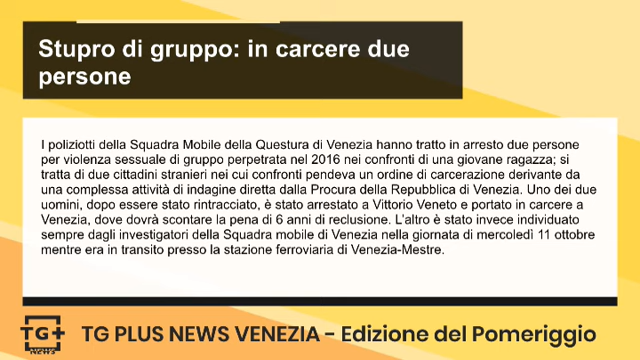 Stupro di gruppo: in carcere due
persone
I poliziotti della Squadra Mobile della Questura di Venezia hanno tratto in arresto due persone
per violenza sessuale di gruppo perpetrata nel 2016 nei confronti di una giovane ragazza; si
tratta di due cittadini stranieri nei cui confronti pendeva un ordine di carcerazione derivante da
una complessa attività di indagine diretta dalla Procura della Repubblica di Venezia. Uno dei due
uomini, dopo essere stato rintracciato, è stato arrestato a Vittorio Veneto e portato in carcere a
Venezia, dove dovrà scontare la pena di 6 anni di reclusione. L'altro è stato invece individuato
sempre dagli investigatori della Squadra mobile di Venezia nella giornata di mercoledì 11 ottobre
mentre era in transito presso la stazione ferroviaria di Venezia-Mestre.
TG+
NEWS
TG PLUS NEWS VENEZIA - Edizione del Pomeriggio